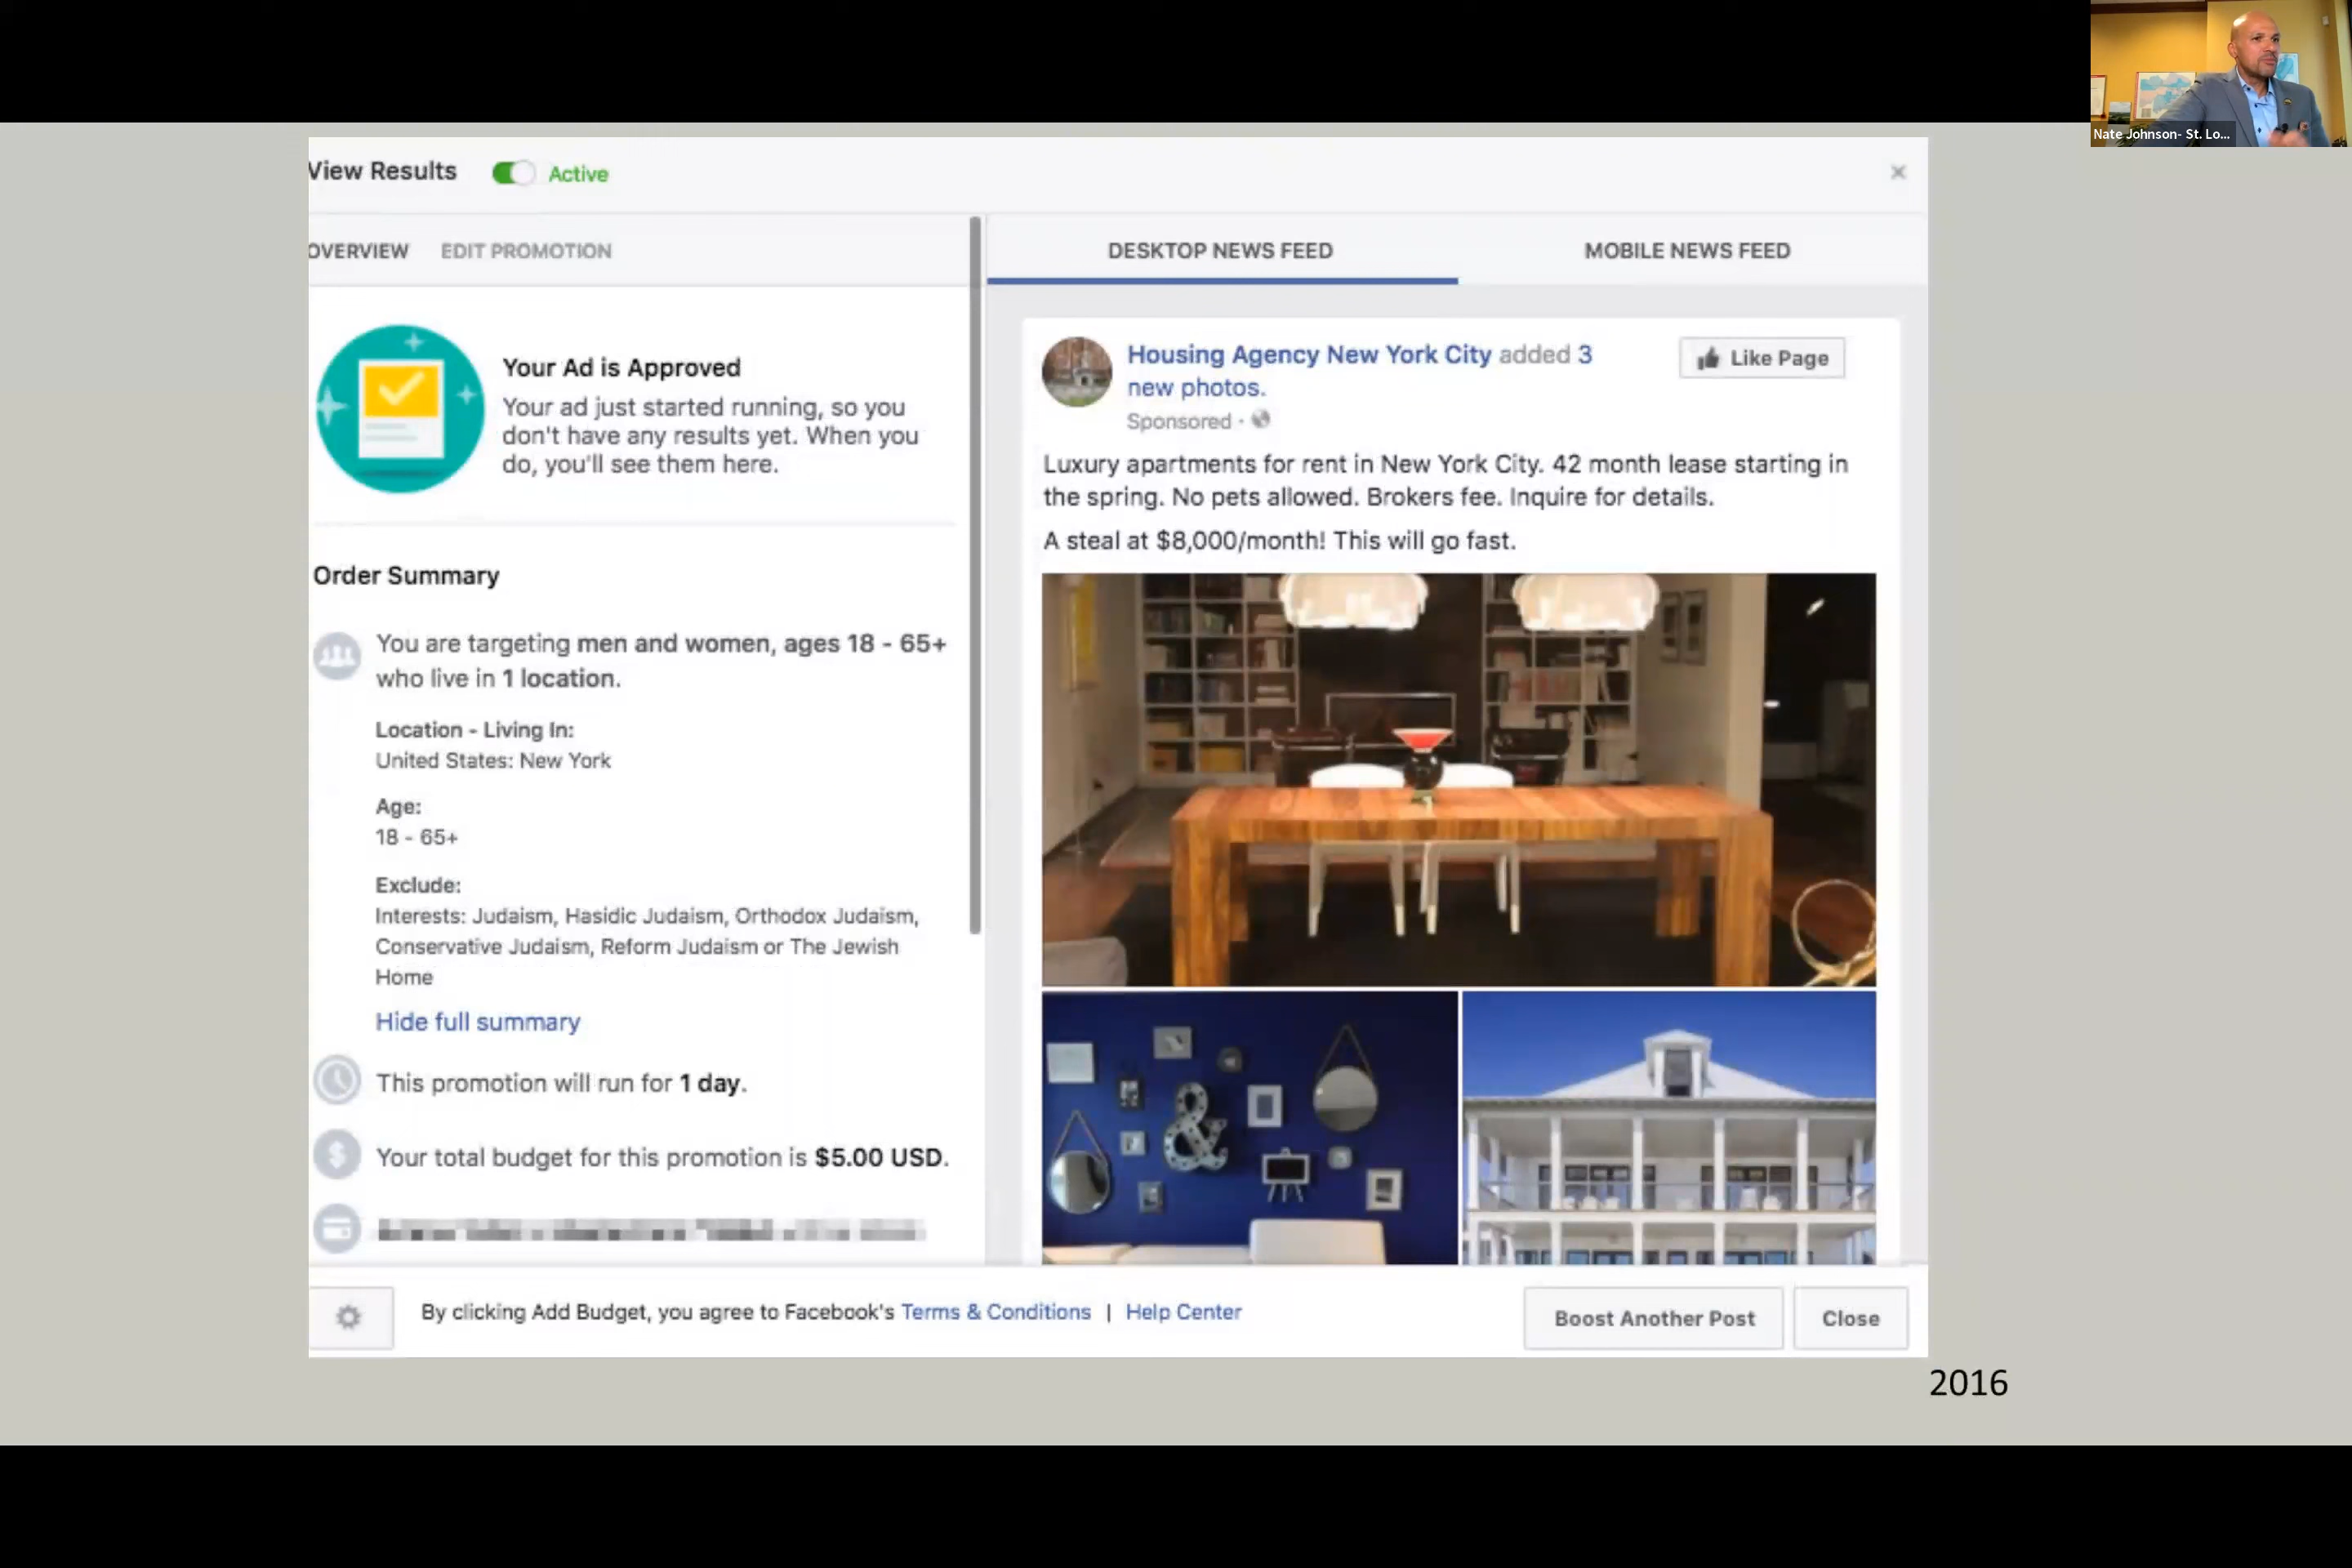 Nate Johnson- St. Lo...
View Results
Active
×
OVERVIEW
EDIT PROMOTION
DESKTOP NEWS FEED
MOBILE NEWS FEED
Your Ad is Approved
Your ad just started running, so you
don't have any results yet. When you
do, you'll see them here.
Order Summary
You are targeting men and women, ages 18 - 65+
who live in 1 location.
Location - Living In:
United States: New York
Age:
18 - 65+
Exclude:
Interests: Judaism, Hasidic Judaism, Orthodox Judaism,
Conservative Judaism, Reform Judaism or The Jewish
Home
Hide full summary
This promotion will run for 1 day.
$
Your total budget for this promotion is $5.00 USD.
Housing Agency New York City added 3
new photos.
Sponsored ·
Like Page
Luxury apartments for rent in New York City. 42 month lease starting in
the spring. No pets allowed. Brokers fee. Inquire for details.
A steal at $8,000/month! This will go fast.
&
By clicking Add Budget, you agree to Facebook's Terms & Conditions | Help Center
Boost Another Post
Close
2016